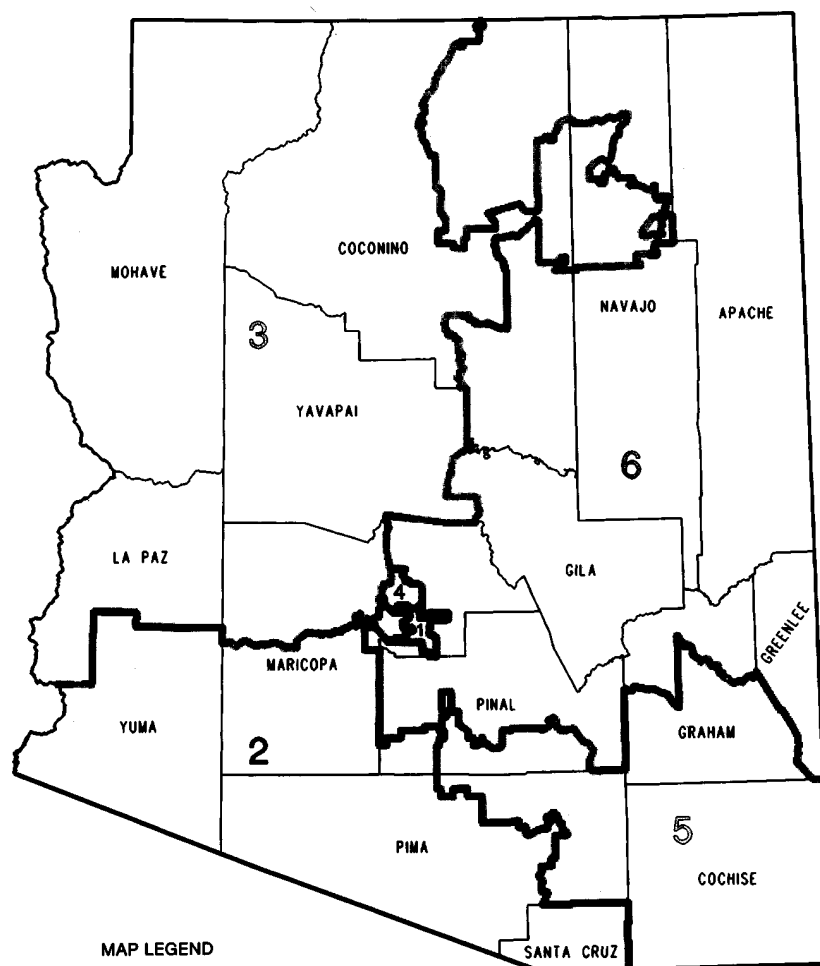 COCONINO
MOHAVE
NAVAJO
APACHE
3
YAVAPAI
6
LA PAZ
GILA
4
1
GREENLEE
MARICOPA
PINAL
YUMA
GRAHAM
2
5
PIMA
COCHISE
MAP LEGEND
SANTA CRUZ